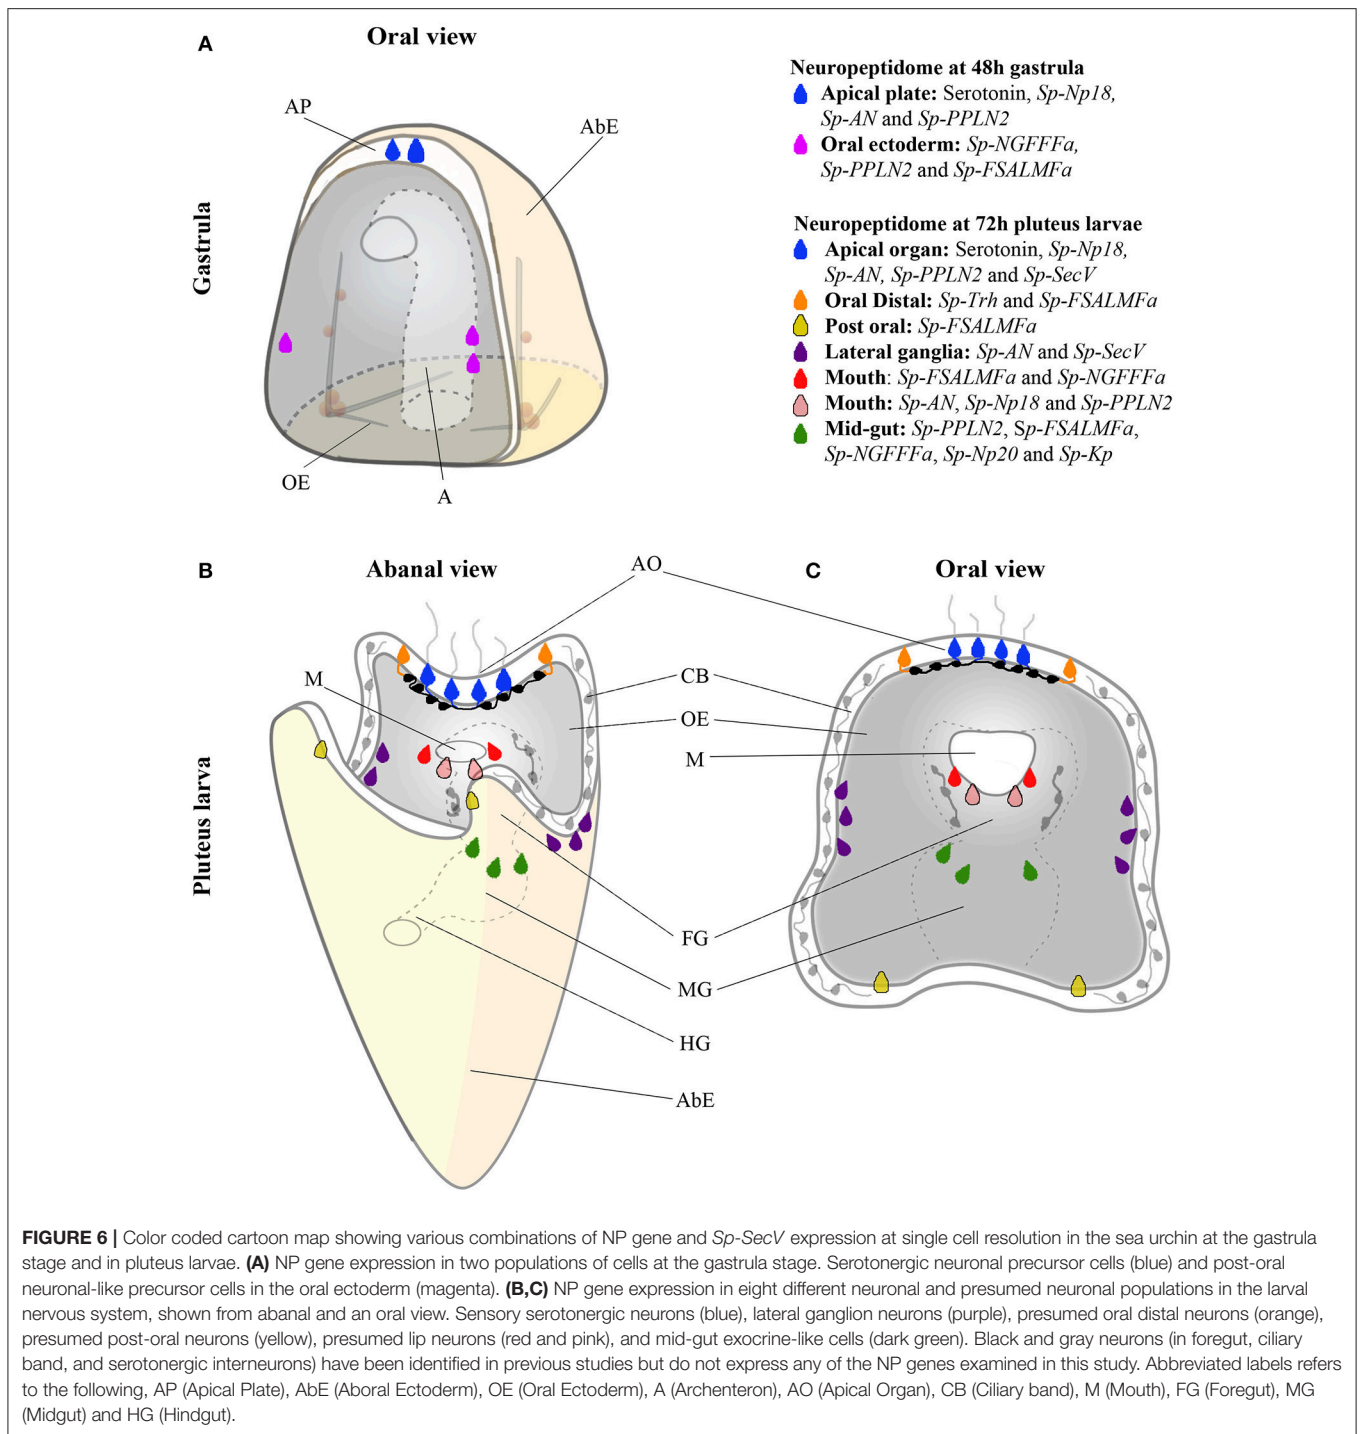 A
Oral view
Gastrula
AP
AbE
OE
A
Neuropeptidome at 48h gastrula
Apical plate: Serotonin, Sp-Np18,
Sp-AN and Sp-PPLN2
Oral ectoderm: Sp-NGFFFa,
Sp-PPLN2 and Sp-FSALMFa
Neuropeptidome at 72h pluteus larvae
Apical organ: Serotonin, Sp-Np18,
Sp-AN, Sp-PPLN2 and Sp-SecV
Oral Distal: Sp-Trh and Sp-FSALMFa
Post oral: Sp-FSALMFa
Lateral ganglia: Sp-AN and Sp-SecV
Mouth: Sp-FSALMFa and Sp-NGFFFa
Mouth: Sp-AN, Sp-Np18 and Sp-PPLN2
Mid-gut: Sp-PPLN2, Sp-FSALMFa,
Sp-NGFFFa, Sp-Np20 and Sp-Kp
B
Abanal view
AO
C
Oral view
Pluteus larva
M
CB
OE
M
FG
MG
HG
AbE
FIGURE 6 | Color coded cartoon map showing various combinations of NP gene and Sp-SecV expression at single cell resolution in the sea urchin at the gastrula
stage and in pluteus larvae. (A) NP gene expression in two populations of cells at the gastrula stage. Serotonergic neuronal precursor cells (blue) and post-oral
neuronal-like precursor cells in the oral ectoderm (magenta). (B,C) NP gene expression in eight different neuronal and presumed neuronal populations in the larval
nervous system, shown from abanal and an oral view. Sensory serotonergic neurons (blue), lateral ganglion neurons (purple), presumed oral distal neurons (orange),
presumed post-oral neurons (yellow), presumed lip neurons (red and pink), and mid-gut exocrine-like cells (dark green). Black and gray neurons (in foregut, ciliary
band, and serotonergic interneurons) have been identified in previous studies but do not express any of the NP genes examined in this study. Abbreviated labels refers
to the following, AP (Apical Plate), AbE (Aboral Ectoderm), OE (Oral Ectoderm), A (Archenteron), AO (Apical Organ), CB (Ciliary band), M (Mouth), FG (Foregut), MG
(Midgut) and HG (Hindgut).